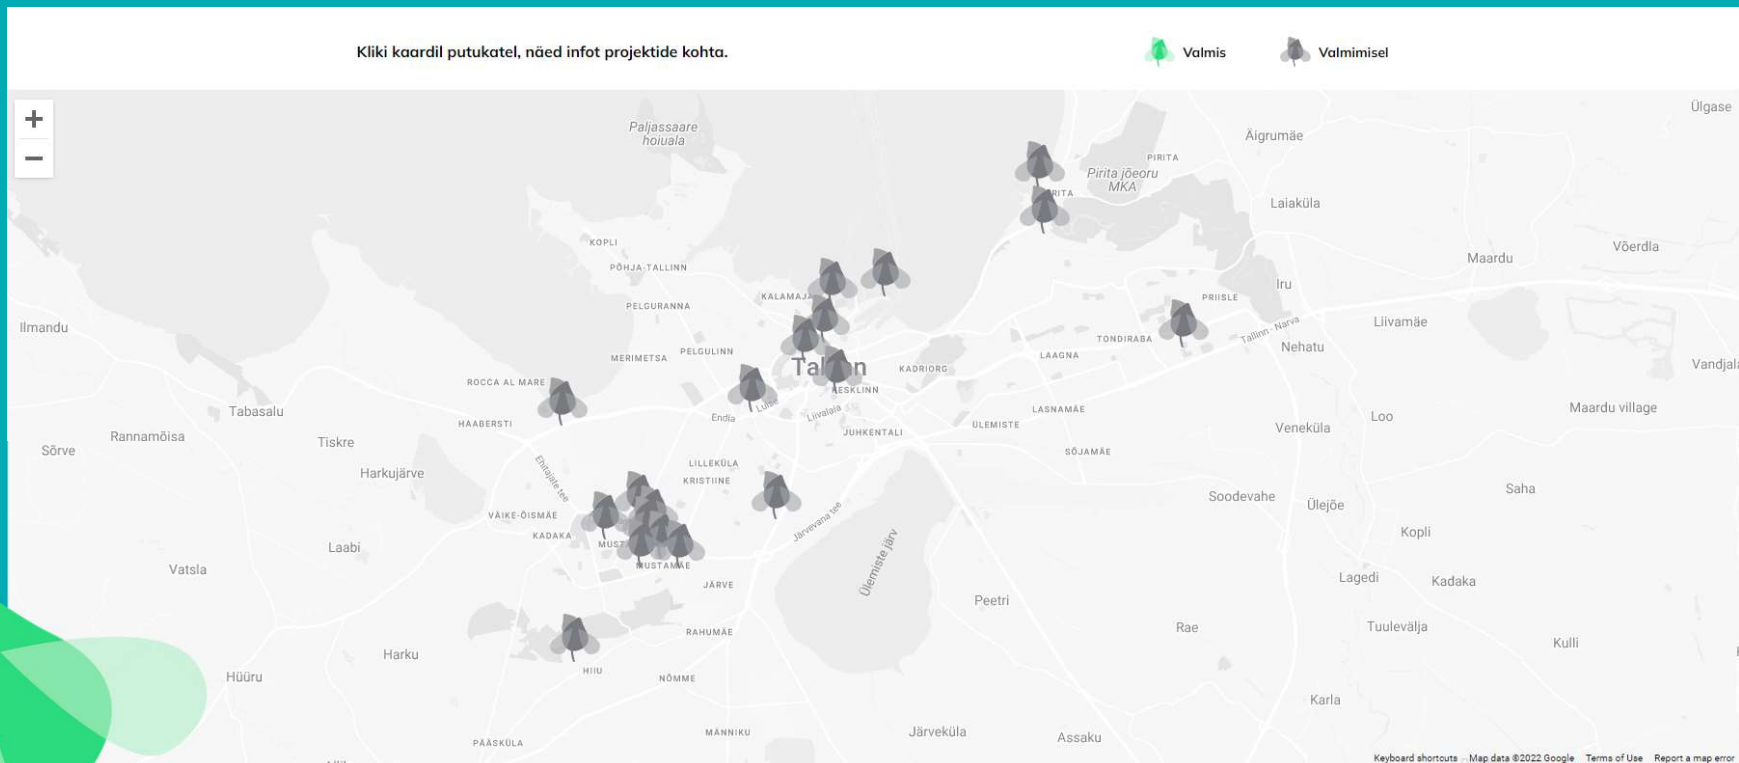 Kliki kaardil putukatel, näed infot projektide kohta.
Valmis
Valmimisel
+
−
Ülgase
Paljassaare
hoiuala
Äigrumäe
PIRITA
Pirita jõeoru
MKA
Laiaküla
KOPLI
Võerdla
Maardu
PÕHJA-TALLINN
Iru
KALAMAJA
PRIISLE
PELGURANNA
Ilmandu
Liivamäe
Tallinn - Narva
TONDIRABA
Nehatu
PELGULINN
MERIMETSA
LAAGNA
KADRIORG
ROCCA AL MARE
KESKLINN
Tabasalu
LASNAMÄE
Maardu village
Liivalaia
Endla
Loo
HAABERSTI
ÜLEMISTE
Veneküla
Rannamõisa
JUHKENTALI
Tiskre
Sõrve
SÕJAMÄE
Harkujärve
LILLEKÜLA
Ehitajate tee
KRISTIINE
Saha
Soodevahe
Ülejõe
VÄIKE-ÕISMÄE
Järvevana tee
KADAKA
Kopli
Laabi
Ülemiste järv
MUSTAMÄE
Vatsla
Lagedi
Kadaka
JÄRVE
Peetri
Rae
Tuulevälja
RAHUMÄE
Kulli
Harku
HIIU
Hüüru
NÕMME
Karla
MÄNNIKU
Järveküla
Assaku
PÄÄSKÜLA
Keyboard shortcuts
Map data ©2022 Google
Terms of Use
Report a map error